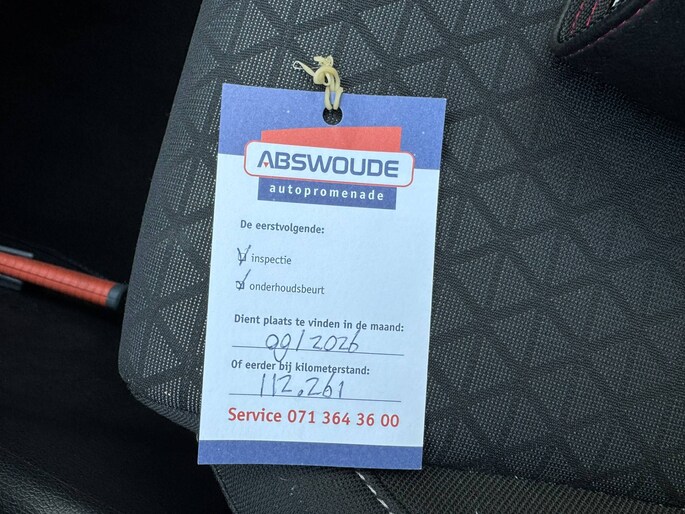 ABSWOUDE
autopromenade
De eerstvolgende:
inspectie
onderhoudsbeurt
Dient plaats te vinden in de maand:
09/2026
Of eerder bij kilometerstand:
112.261
Service 071 364 36 00